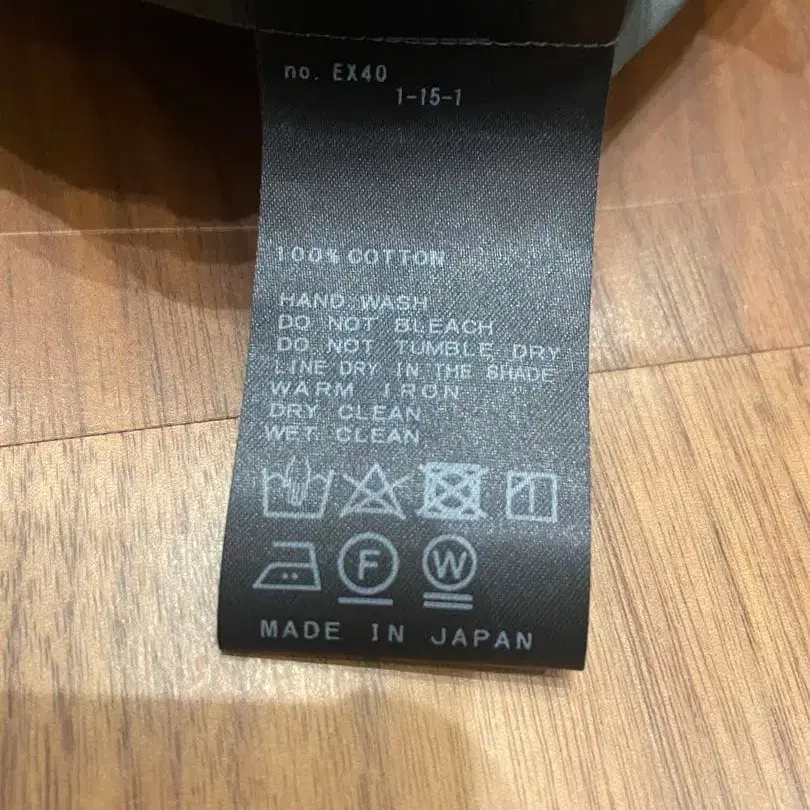 no. EX40
1-15-1
100% COTTON
HAND WASH
DO NOT BLEACH
DO NOT TUMBLE DRY
LINE DRY IN THE SHADE
WARM IRON
DRY CLEAN
WET CLEAN
F W
MADE IN JAPAN